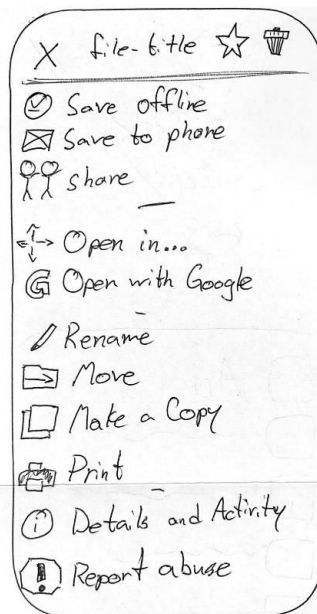 X file-title
Save offline
Save to phone
share
Open in...
G Open with Google
Rename
Move
Make a Copy
Print
i Details and Activity
! Report abuse